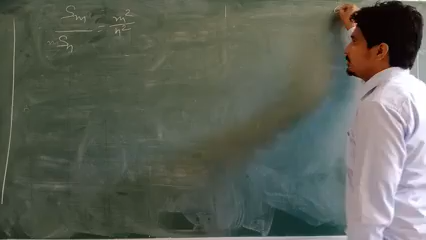 Sm / Sn = m² / n²